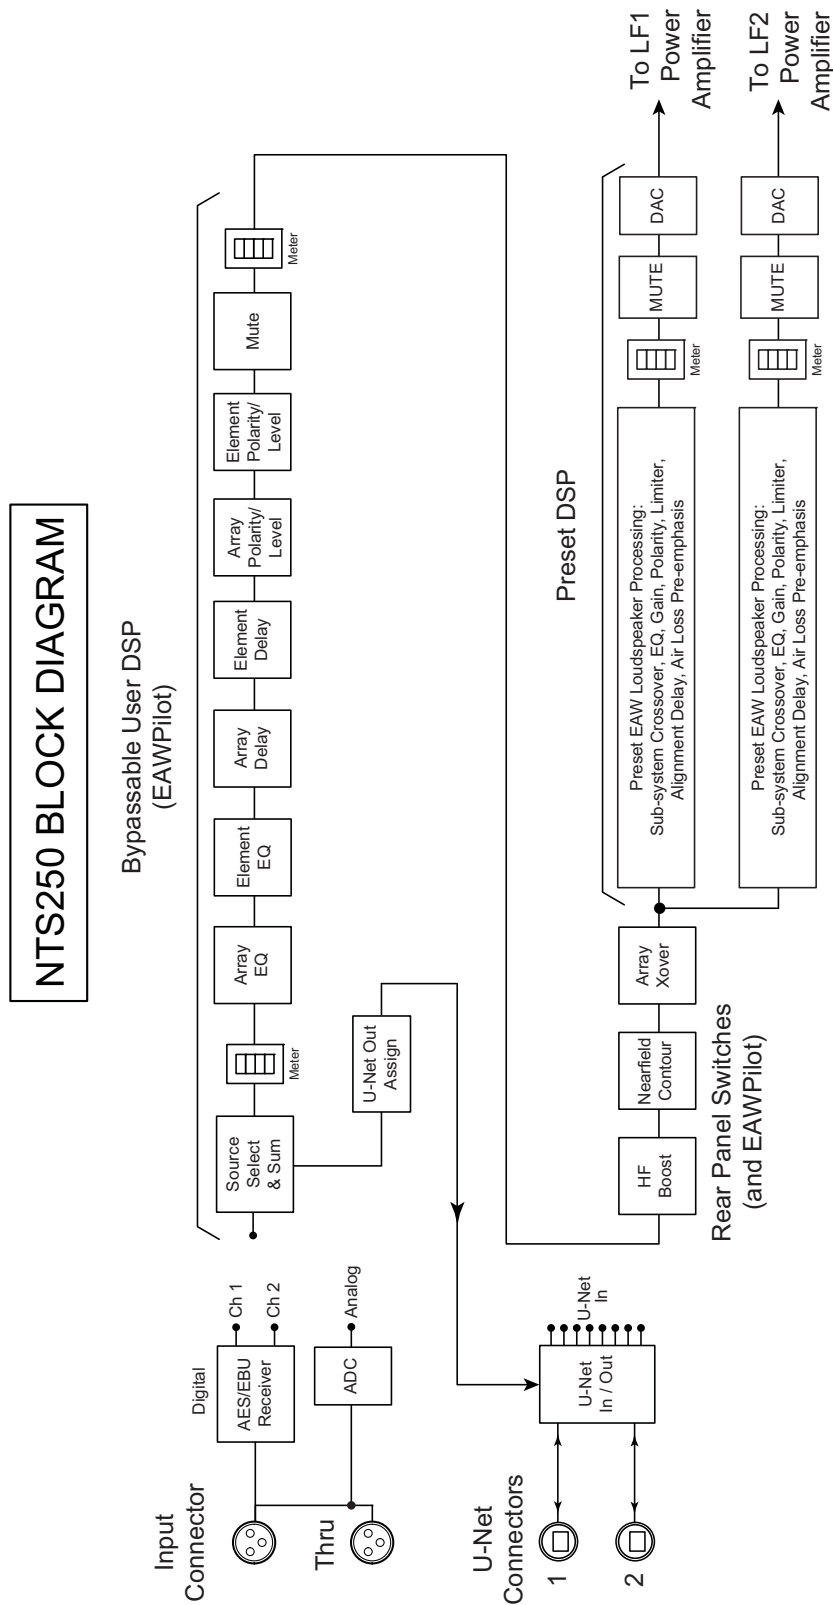 NTS250 BLOCK DIAGRAM
Bypassable User DSP
(EAWPilot)
Input
Connector
Thru
Digital
AES/EBU
Receiver
Ch 1
Ch 2
ADC
Analog
Source
Select
& Sum
Meter
Array
EQ
Element
EQ
Array
Delay
Element
Delay
Array
Polarity/
Level
Element
Polarity/
Level
Mute
Meter
U-Net Out
Assign
U-Net
Connectors
1
2
U-Net
In / Out
U-Net
In
HF
Boost
Nearfield
Contour
Array
Xover
Rear Panel Switches
(and EAWPilot)
Preset DSP
Preset EAW Loudspeaker Processing:
Sub-system Crossover, EQ, Gain, Polarity, Limiter,
Alignment Delay, Air Loss Pre-emphasis
Meter
MUTE
DAC
To LF1
Power
Amplifier
Preset EAW Loudspeaker Processing:
Sub-system Crossover, EQ, Gain, Polarity, Limiter,
Alignment Delay, Air Loss Pre-emphasis
Meter
MUTE
DAC
To LF2
Power
Amplifier